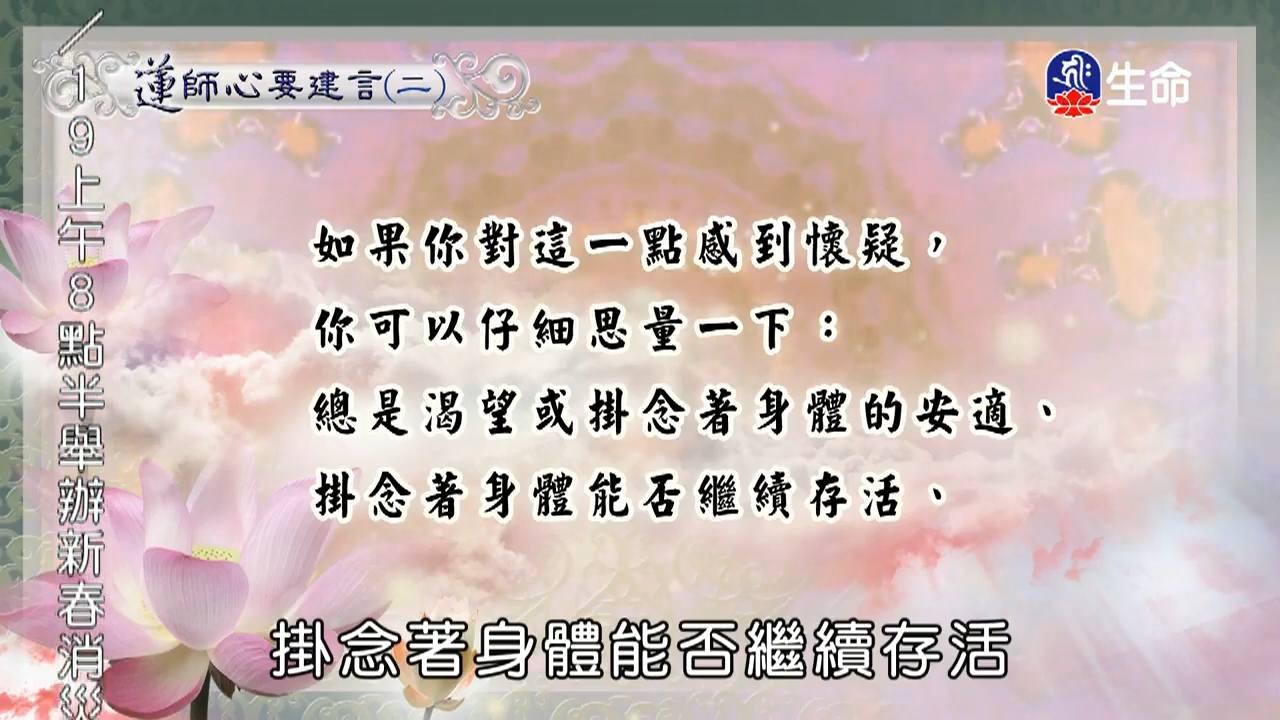 蓮師心要建言(二)
生命
如果你對這一點感到懷疑，
你可以仔細思量一下：
總是渴望或掛念著身體的安適、
掛念著身體能否繼續存活、
掛念著身體能否繼續存活
/19上午8點半舉辦新春消災